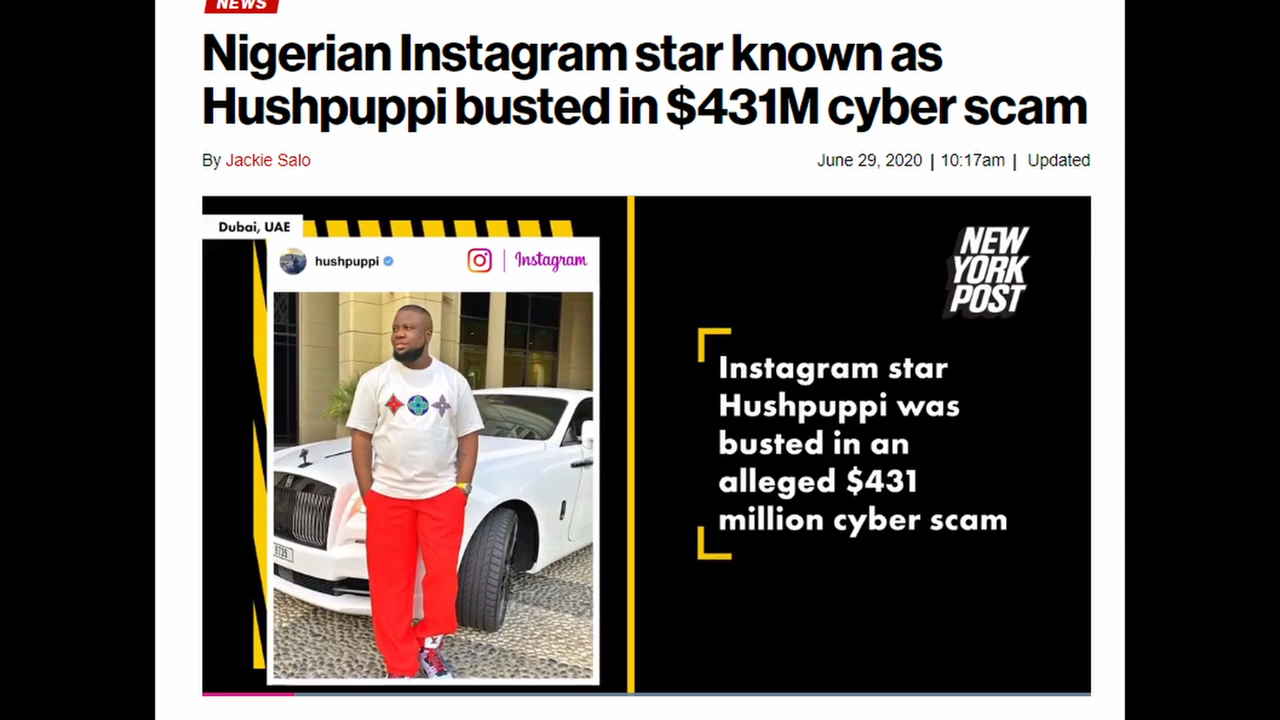 NEWS
Nigerian Instagram star known as
Hushpuppi busted in $431M cyber scam
By Jackie Salo
June 29, 2020 | 10:17am | Updated
Dubai, UAE
hushpuppi
Instagram
NEW
YORK
POST
Instagram star
Hushpuppi was
busted in an
alleged $431
million cyber scam